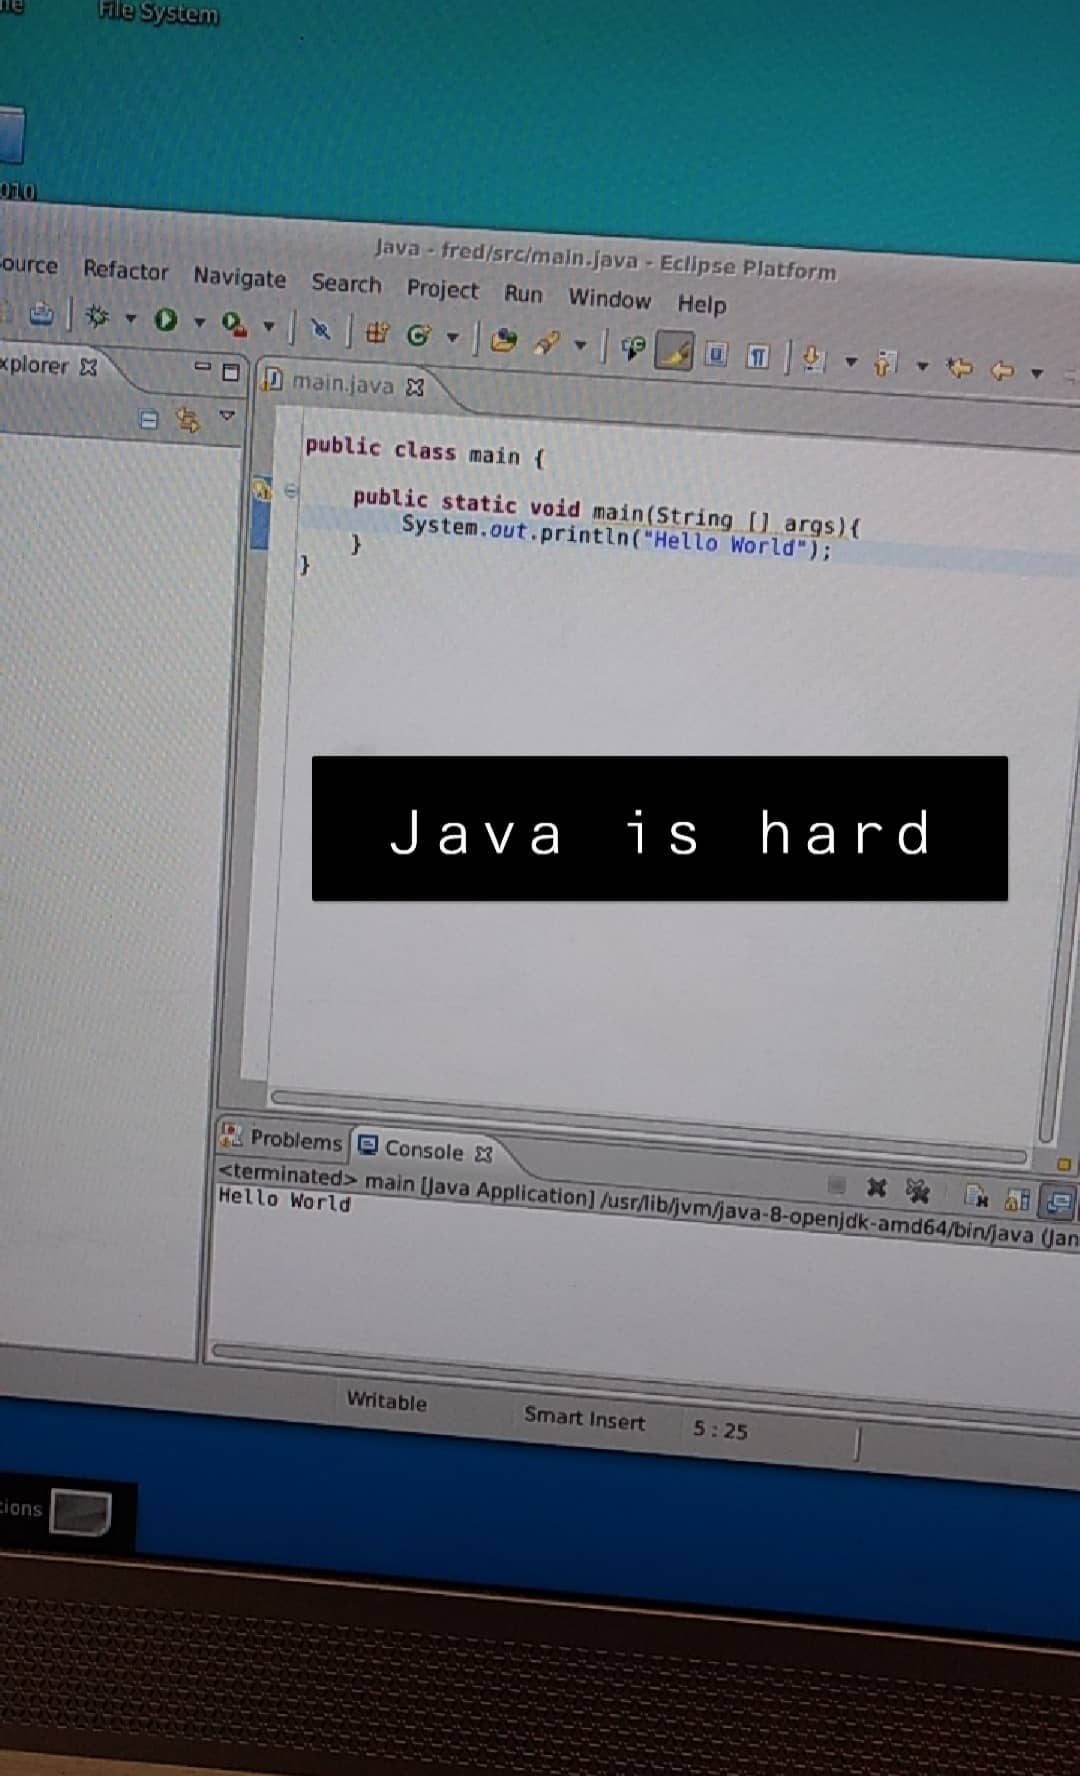 File System
010
Java - fred/src/main.java - Eclipse Platform
ource Refactor Navigate Search Project Run Window Help
xplorer
main.java
public class main {
public static void main(String [] args){
System.out.println("Hello World");
}
}
Java is hard
Problems Console
<terminated> main [Java Application] /usr/lib/jvm/java-8-openjdk-amd64/bin/java (Jan
Hello World
Writable Smart Insert 5 : 25
tions